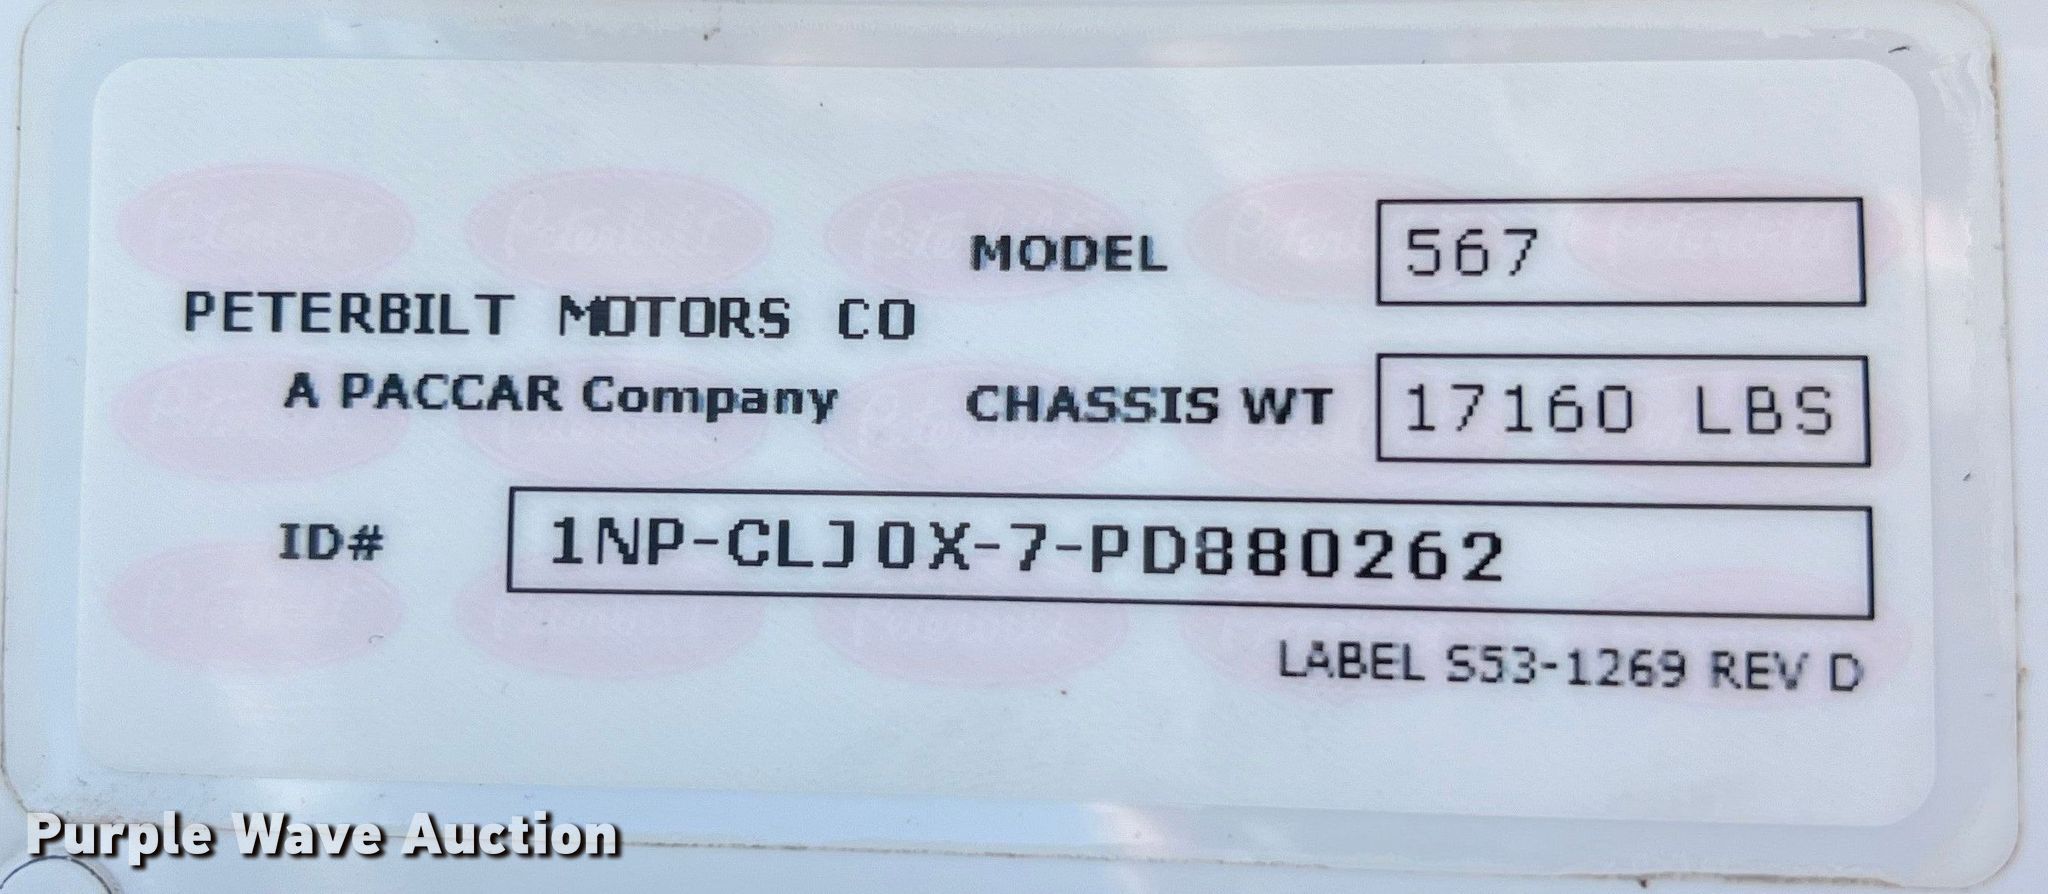 MODEL 567
PETERBILT MOTORS CO
A PACCAR Company
CHASSIS WT 17160 LBS
ID# 1NP-CLJ0X-7-PD880262
LABEL S53-1269 REV D
Purple Wave Auction